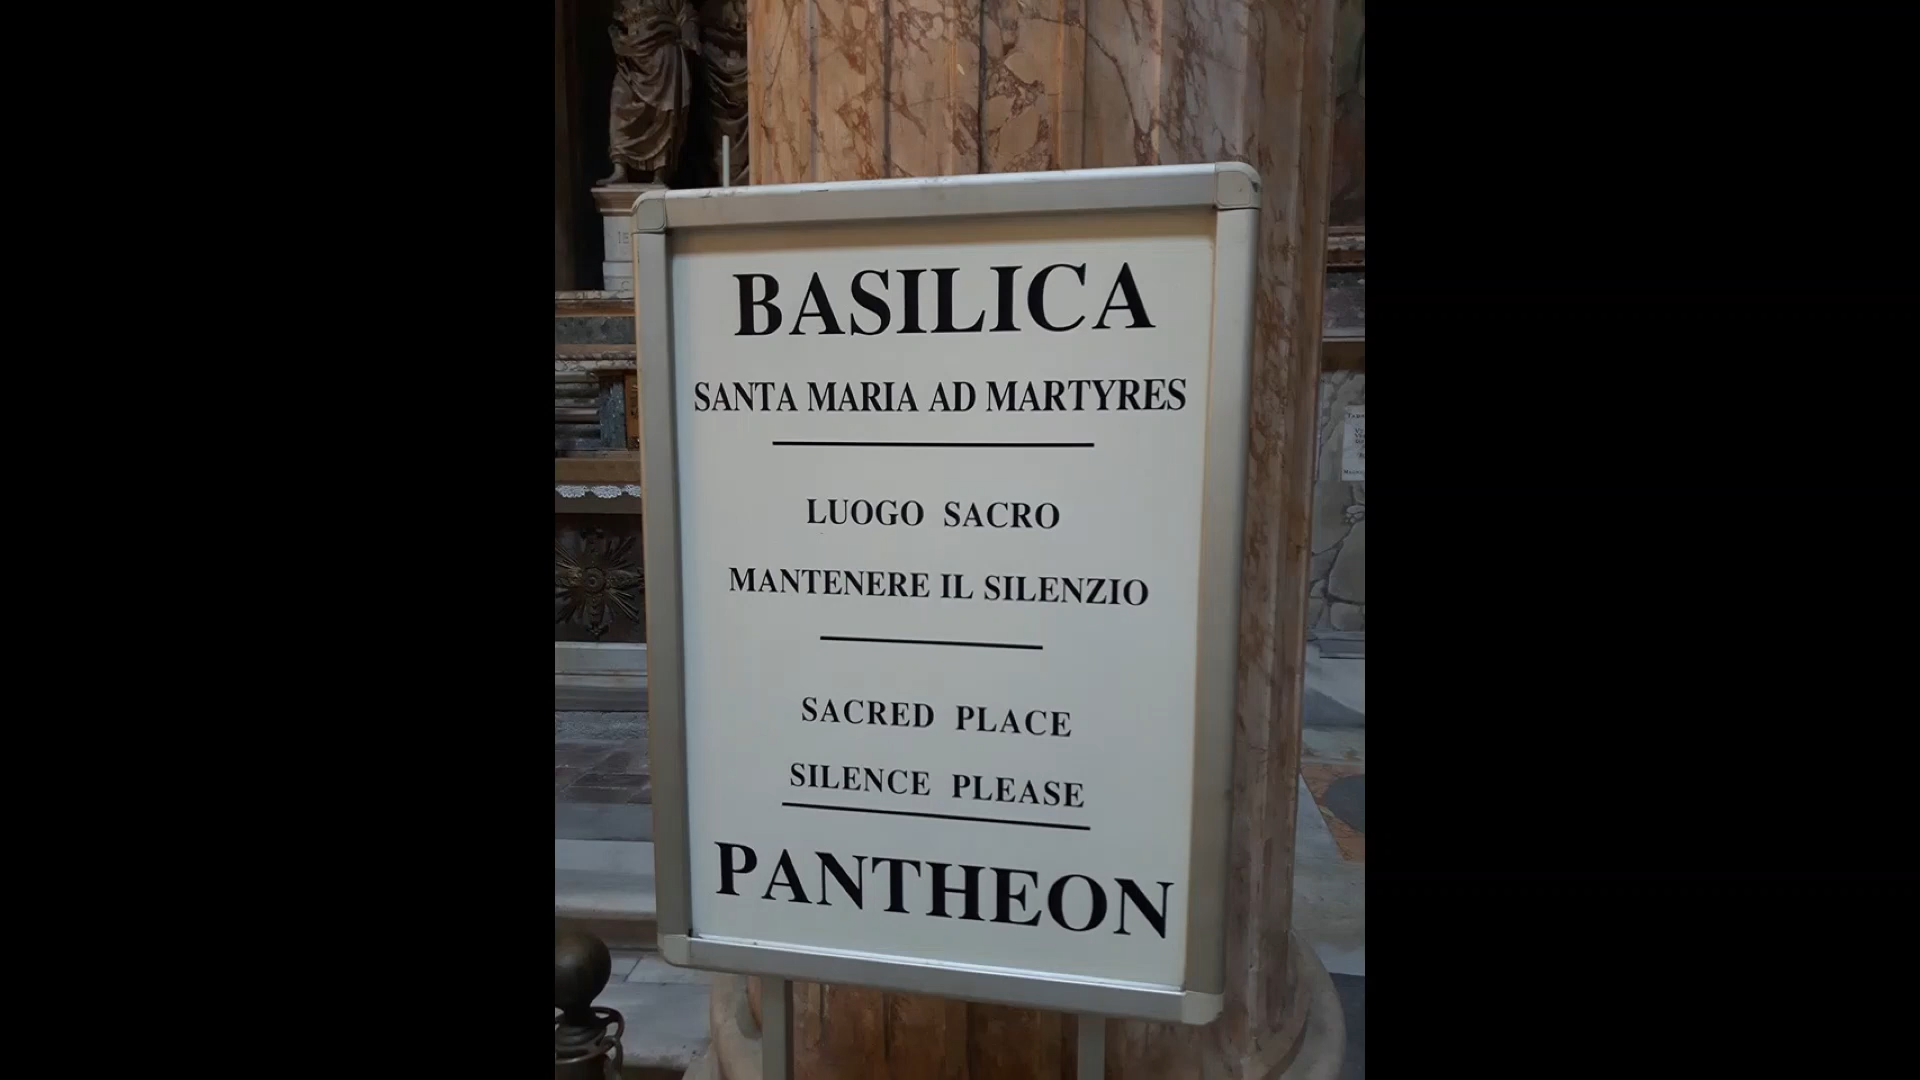 BASILICA
SANTA MARIA AD MARTYRES
LUOGO SACRO
MANTENERE IL SILENZIO
SACRED PLACE
SILENCE PLEASE
PANTHEON